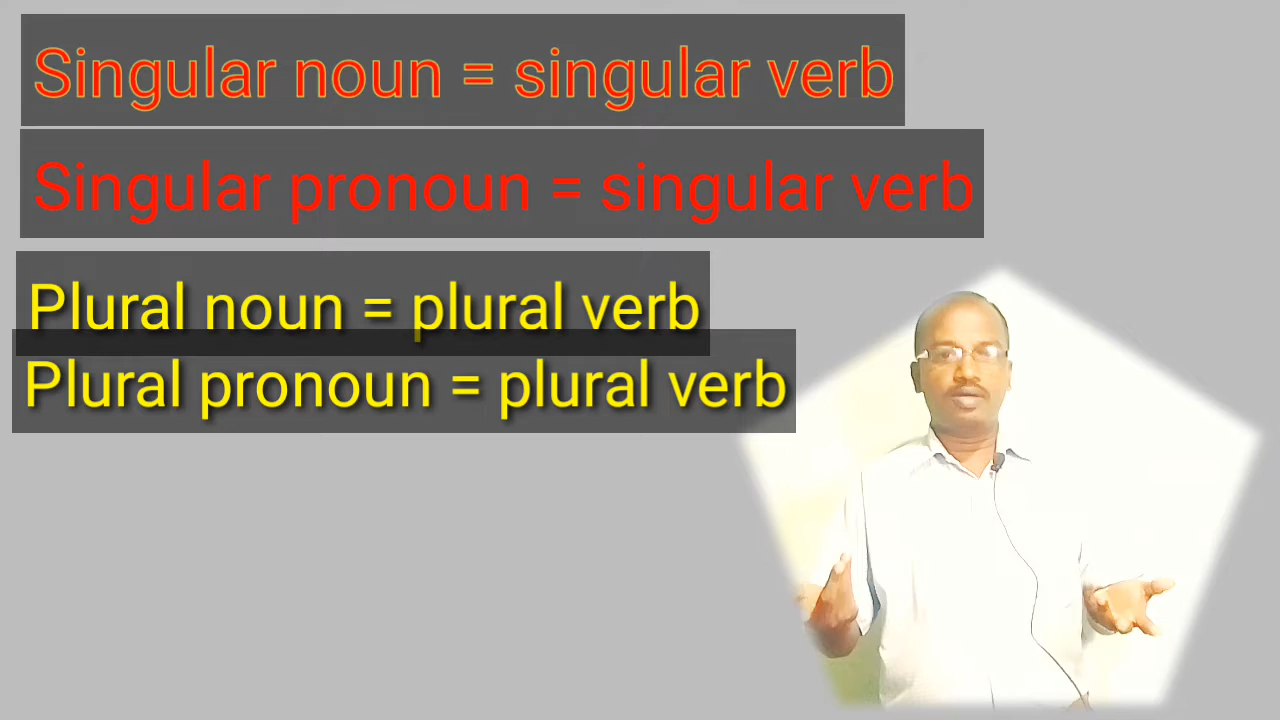 Singular noun = singular verb
Singular pronoun = singular verb
Plural noun = plural verb
Plural pronoun = plural verb